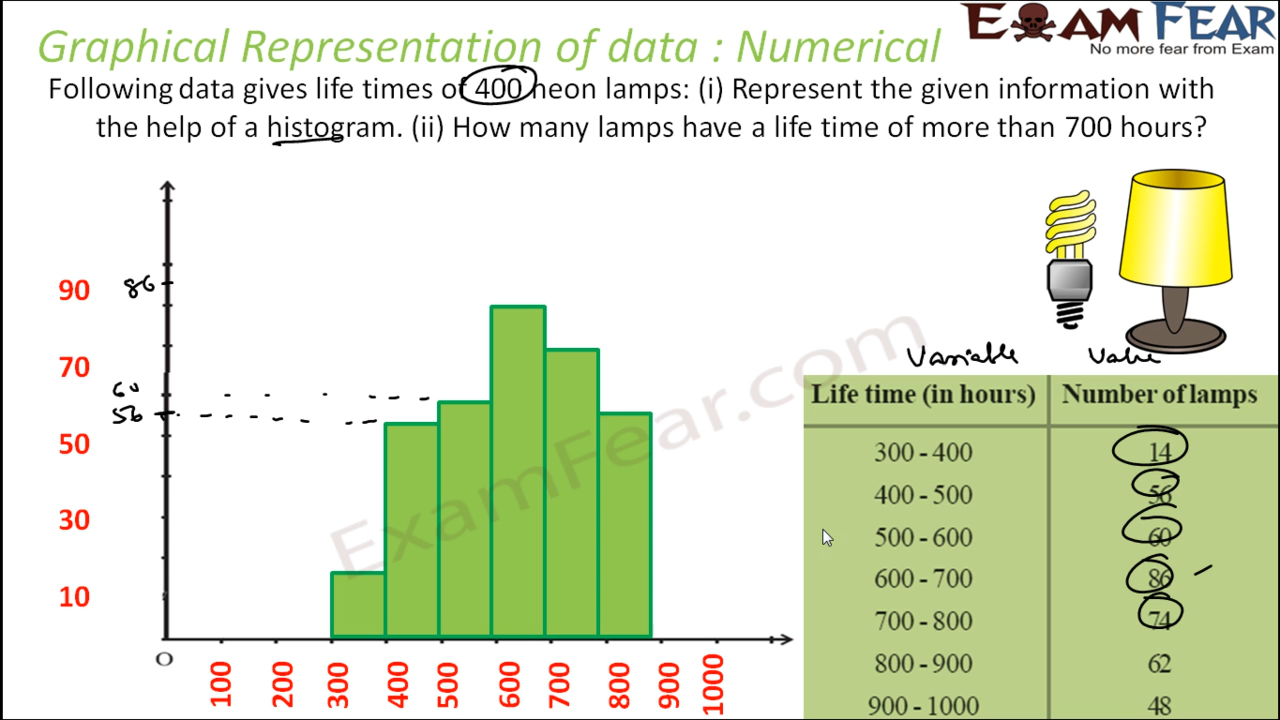 Graphical Representation of data : Numerical
EXAM FEAR
No more fear from Exam
Following data gives life times of 400 neon lamps: (i) Represent the given information with
the help of a histogram. (ii) How many lamps have a life time of more than 700 hours?
90
86
70
60
56
50
30
10
O
100
200
300
400
500
600
700
800
900
1000
ExamFear.com
Variable Value
Life time (in hours) Number of lamps
300 - 400 14
400 - 500 56
500 - 600 60
600 - 700 86
700 - 800 74
800 - 900 62
900 - 1000 48